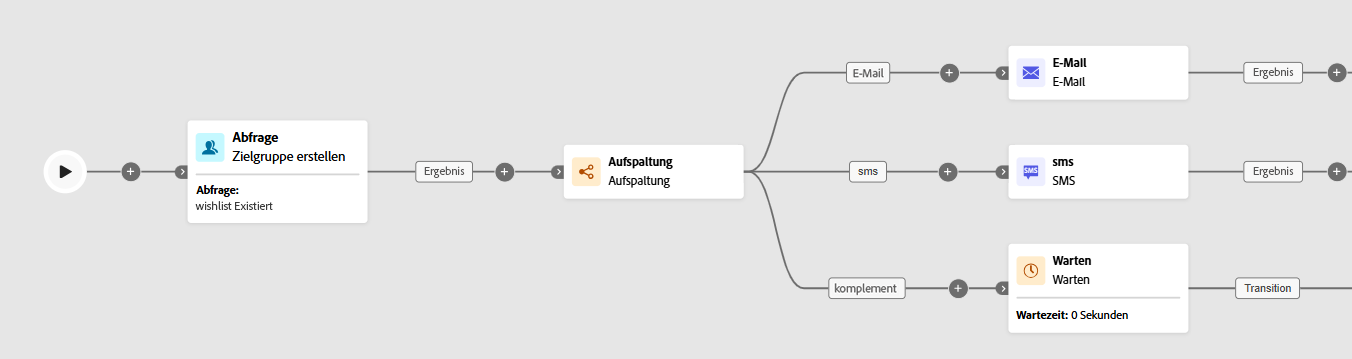 Abfrage
Zielgruppe erstellen
Abfrage:
wishlist Existiert
Ergebnis
Aufspaltung
Aufspaltung
E-Mail
E-Mail
E-Mail
Ergebnis
sms
SMS
sms
SMS
Ergebnis
komplement
Warten
Warten
Wartezeit: 0 Sekunden
Transition